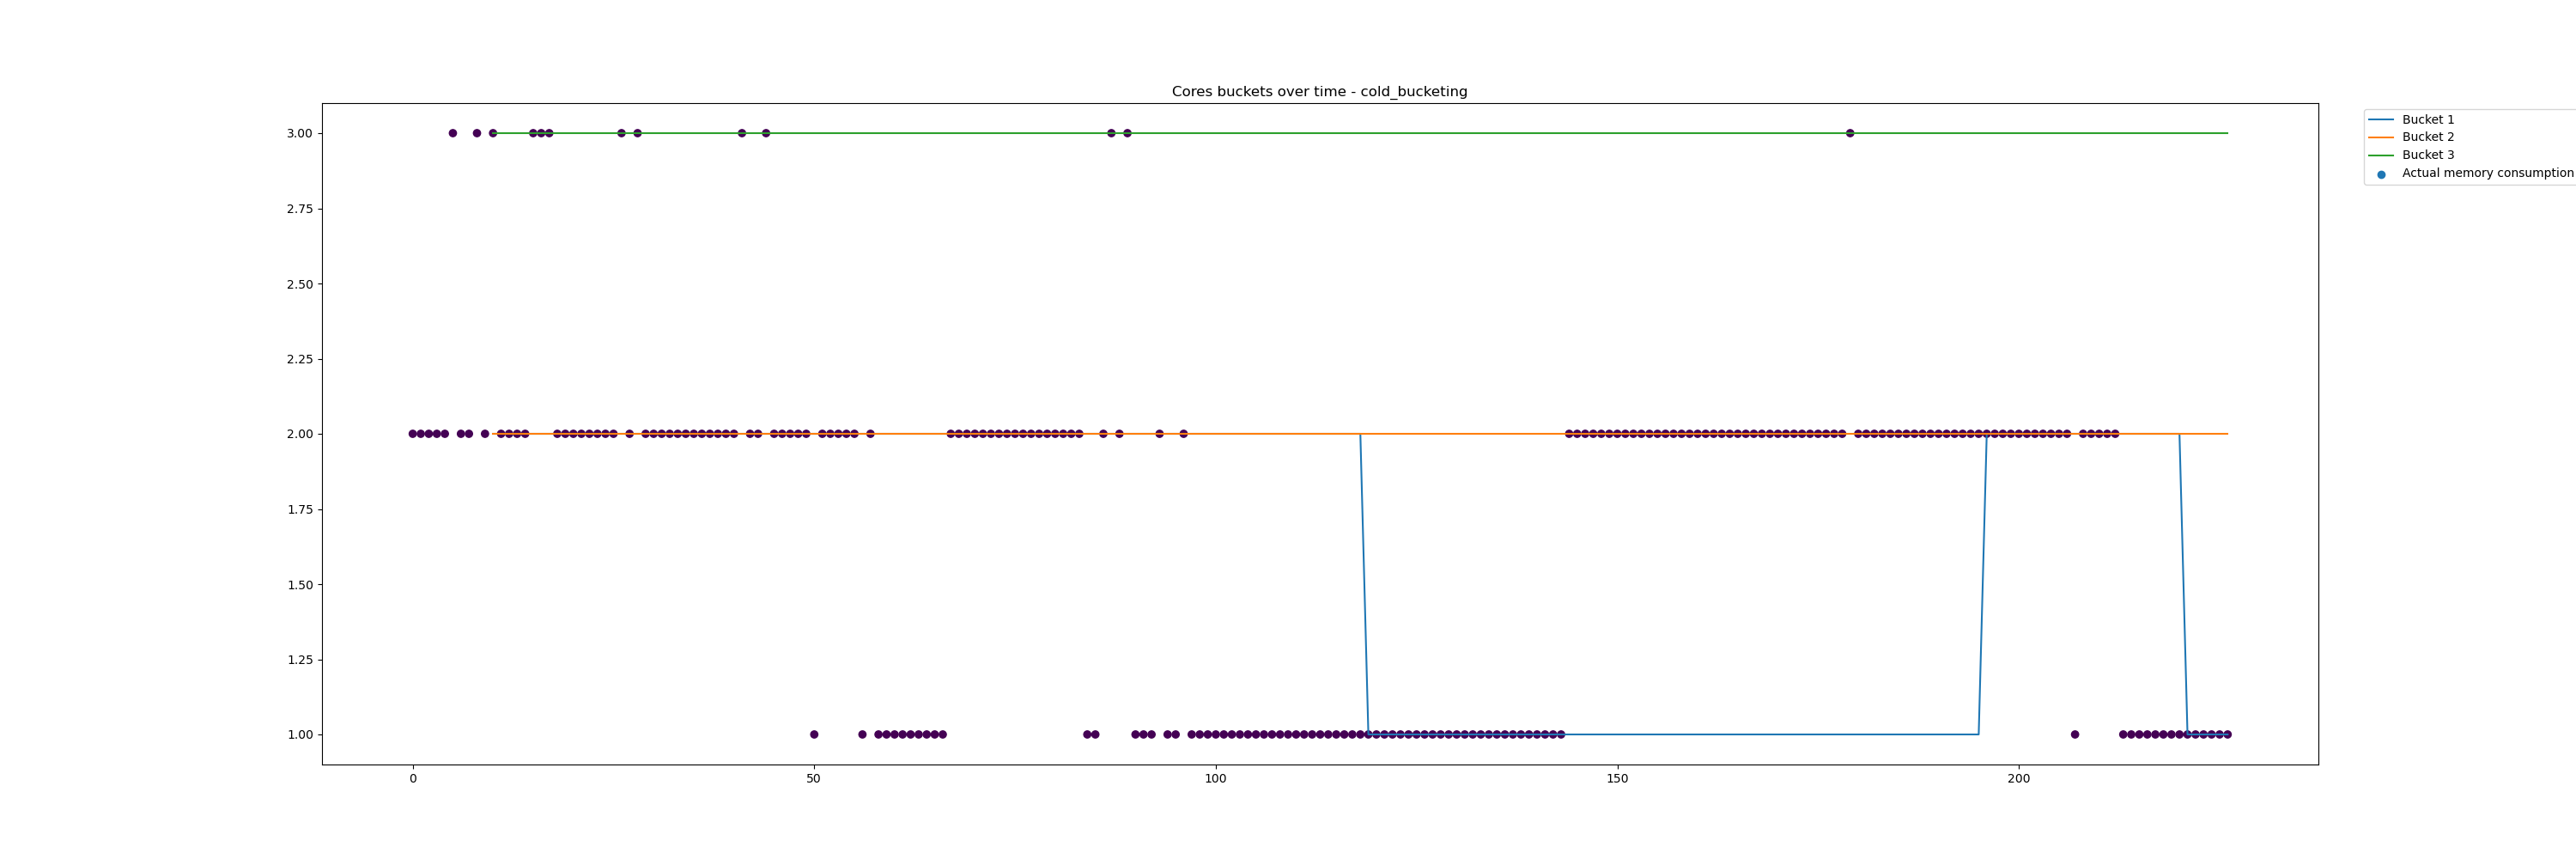 Cores buckets over time - cold_bucketing
3.00
2.75
2.50
2.25
2.00
1.75
1.50
1.25
1.00
0
50
100
150
200
Bucket 1
Bucket 2
Bucket 3
Actual memory consumption